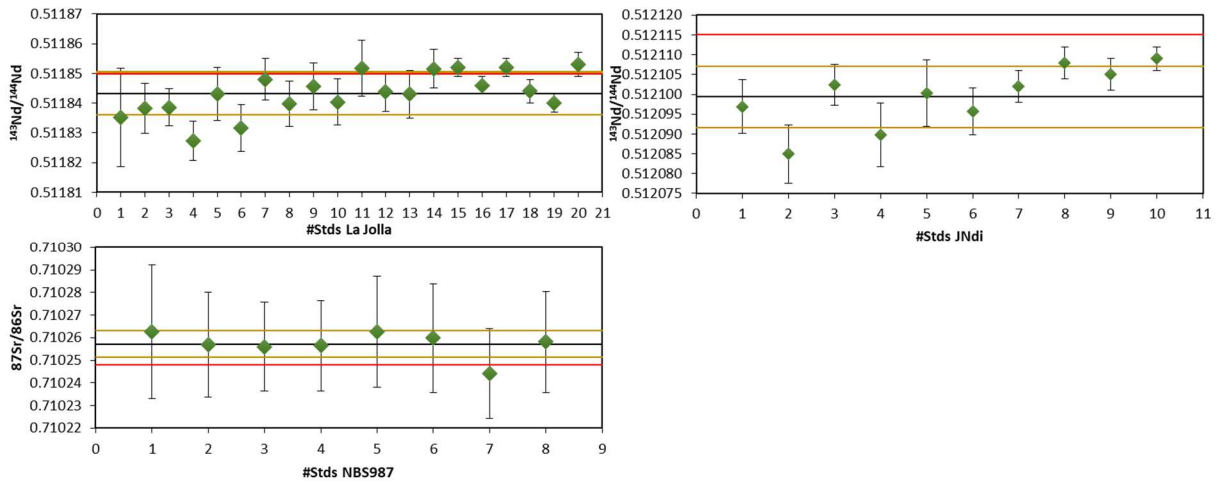 0.51187
0.51186
0.51185
0.51184
0.51183
0.51182
0.51181
¹⁴³Nd/¹⁴⁴Nd
0 1 2 3 4 5 6 7 8 9 10 11 12 13 14 15 16 17 18 19 20 21
#Stds La Jolla
0.512120
0.512115
0.512110
0.512105
0.512100
0.512095
0.512090
0.512085
0.512080
0.512075
¹⁴³Nd/¹⁴⁴Nd
0 1 2 3 4 5 6 7 8 9 10 11
#Stds JNdi
0.71030
0.71029
0.71028
0.71027
0.71026
0.71025
0.71024
0.71023
0.71022
87Sr/86Sr
0 1 2 3 4 5 6 7 8 9
#Stds NBS987